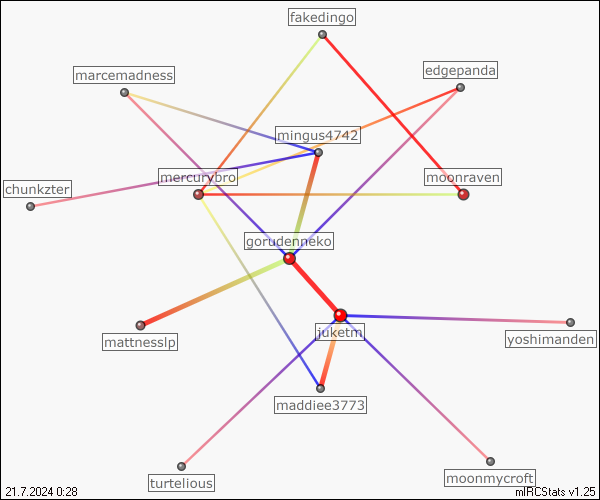 fakedingo
edgepanda
marcemadness
mingus4742
mercurybro
moonraven
chunkzter
gorudenneko
juketm
yoshimanden
mattnesslp
maddiee3773
turtelious
moonmycroft
21.7.2024 0:28
mIRCStats v1.25